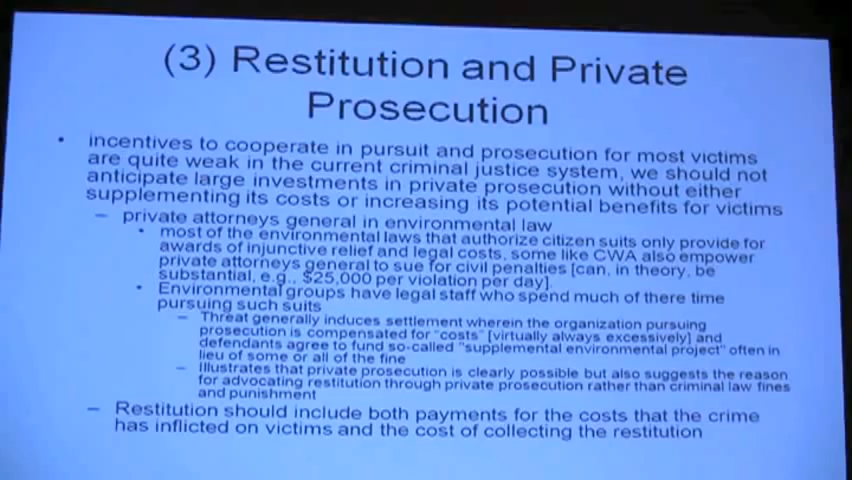 (3) Restitution and Private
Prosecution
• incentives to cooperate in pursuit and prosecution for most victims
are quite weak in the current criminal justice system, we should not
anticipate large investments in private prosecution without either
supplementing its costs or increasing its potential benefits for victims
– private attorneys general in environmental law
• most of the environmental laws that authorize citizen suits only provide for
awards of injunctive relief and legal costs, some like CWA also empower
private attorneys general to sue for civil penalties [can, in theory, be
substantial, e.g., $25,000 per violation per day].
• Environmental groups have legal staff who spend much of there time
pursuing such suits
– Threat generally induces settlement wherein the organization pursuing
prosecution is compensated for "costs" [virtually always excessively] and
defendants agree to fund so-called "supplemental environmental project" often in
lieu of some or all of the fine
– Illustrates that private prosecution is clearly possible but also suggests the reason
for advocating restitution through private prosecution rather than criminal law fines
and punishment
– Restitution should include both payments for the costs that the crime
has inflicted on victims and the cost of collecting the restitution